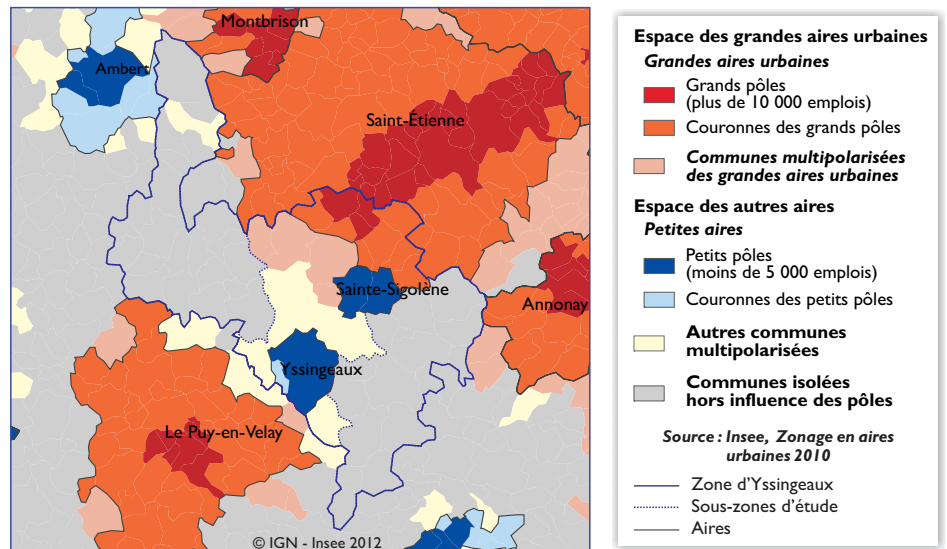 Montbrison
Ambert
Saint-Étienne
Sainte-Sigolène
Annonay
Yssingeaux
Le Puy-en-Velay
© IGN - Insee 2012
Espace des grandes aires urbaines
Grandes aires urbaines
Grands pôles
(plus de 10 000 emplois)
Couronnes des grands pôles
Communes multipolarisées
des grandes aires urbaines
Espace des autres aires
Petites aires
Petits pôles
(moins de 5 000 emplois)
Couronnes des petits pôles
Autres communes
multipolarisées
Communes isolées
hors influence des pôles
Source : Insee, Zonage en aires
urbaines 2010
Zone d'Yssingeaux
Sous-zones d'étude
Aires